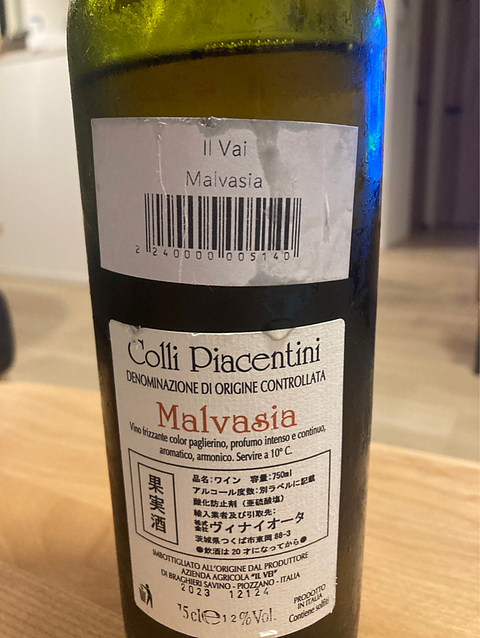 Il Vai
Malvasia
2 240000 005140
Colli Piacentini
DENOMINAZIONE DI ORIGINE CONTROLLATA
Malvasia
Vino frizzante color paglierino, profumo intenso e continuo,
aromatico, armonico. Servire a 10° C.
果実酒
品名:ワイン 容量:750ml
アルコール度数:別ラベルに記載
酸化防止剤(亜硫酸塩)
輸入業者及び引取先:
株式会社ヴィナイオータ
茨城県つくば市東岡 88-3
●飲酒は20才になってから●
IMBOTTIGLIATO ALL'ORIGINE DAL PRODUTTORE
AZIENDA AGRICOLA "IL VEI"
DI BRAGHIERI SAVINO - PIOZZANO - ITALIA
2023 12124
75cl e 12%Vol.
PRODOTTO
IN ITALIA
Contiene solfiti